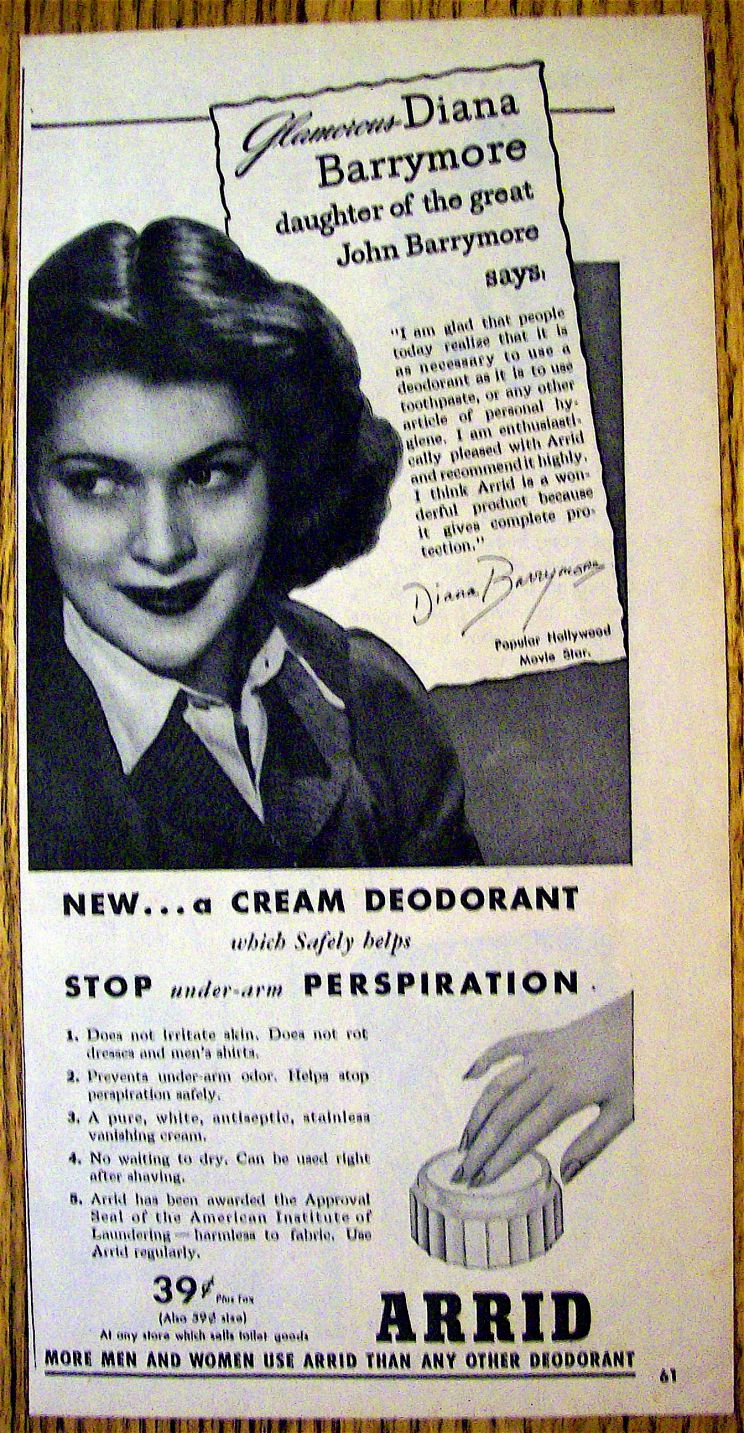 Glamorous Diana
Barrymore
daughter of the great
John Barrymore
says:
"I am glad that people
today realize that it is
as necessary to use a
deodorant as it is to use
toothpaste, or any other
article of personal hy-
giene. I am enthusiasti-
cally pleased with Arrid
and recommend it highly.
I think Arrid is a won-
derful product because
it gives complete pro-
tection."
Diana Barrymore
Popular Hollywood
Movie Star.
NEW...a CREAM DEODORANT
which Safely helps
STOP under-arm PERSPIRATION
1. Does not irritate skin. Does not rot
dresses and men's shirts.
2. Prevents under-arm odor. Helps stop
perspiration safely.
3. A pure, white, antiseptic, stainless
vanishing cream.
4. No waiting to dry. Can be used right
after shaving.
5. Arrid has been awarded the Approval
Seal of the American Institute of
Laundering — harmless to fabric. Use
Arrid regularly.
39¢ Plus Tax
(Also 59¢ size)
At any store which sells toilet goods
ARRID
MORE MEN AND WOMEN USE ARRID THAN ANY OTHER DEODORANT
61